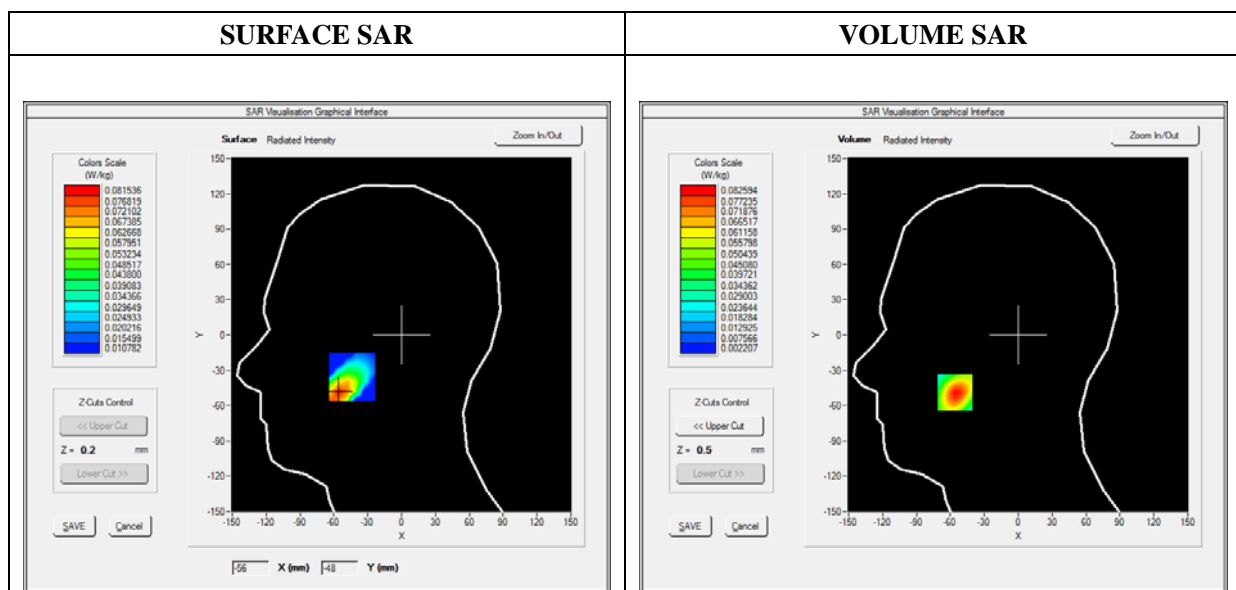 SURFACE SAR
VOLUME SAR
SAR Visualisation Graphical Interface
Surface Radiated Intensity
Zoom In/Out
Colors Scale
(W/kg)
0.081536
0.076819
0.072102
0.067385
0.062668
0.057951
0.053234
0.048517
0.043800
0.039083
0.034366
0.029649
0.024933
0.020216
0.015499
0.010782
Z-Cuts Control
<< Upper Cut
Z = 0.2 mm
Lower Cut >>
SAVE Cancel
150
120
90
60
30
0
-30
-60
-90
-120
-150
Y
-150 -120 -90 -60 -30 0 30 60 90 120 150
X
-56 X (mm) -48 Y (mm)
SAR Visualisation Graphical Interface
Volume Radiated Intensity
Zoom In/Out
Colors Scale
(W/kg)
0.082594
0.077235
0.071876
0.066517
0.061158
0.055798
0.050439
0.045080
0.039721
0.034362
0.029003
0.023644
0.018284
0.012925
0.007566
0.002207
Z-Cuts Control
<< Upper Cut
Z = 0.5 mm
Lower Cut >>
SAVE Cancel
150
120
90
60
30
0
-30
-60
-90
-120
-150
Y
-150 -120 -90 -60 -30 0 30 60 90 120 150
X